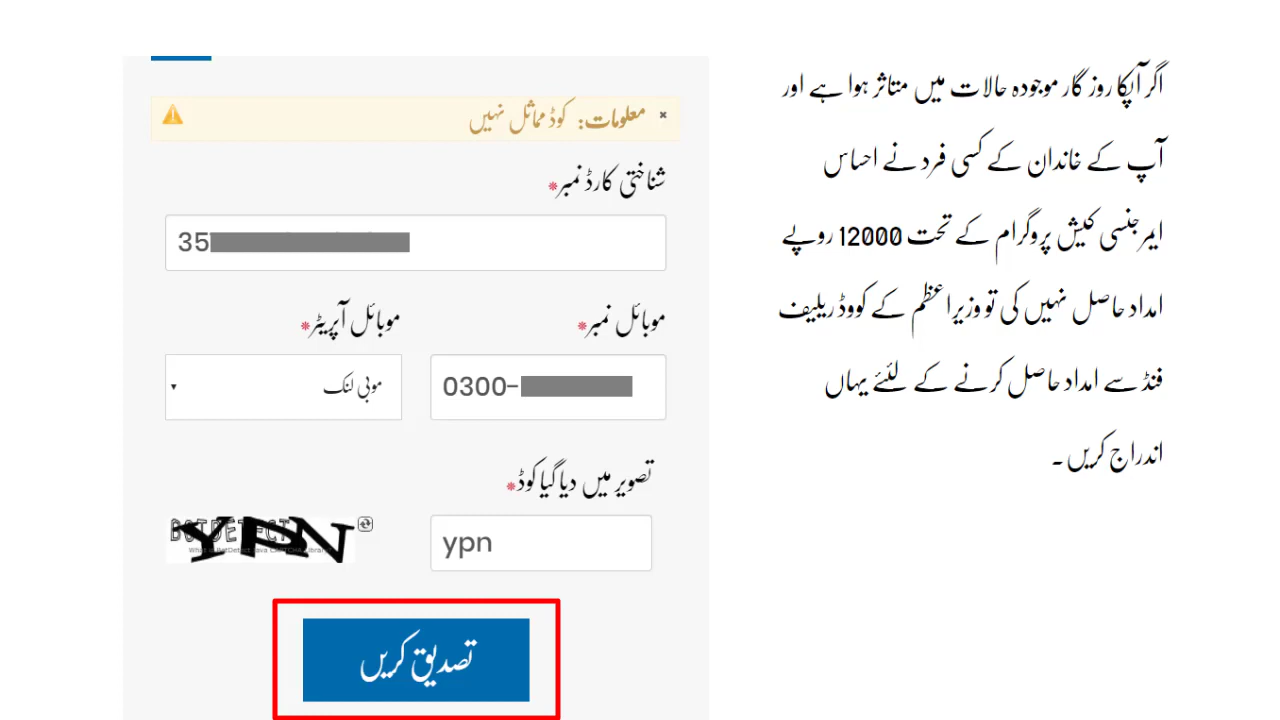 × معلومات: کوڈ مماثل نہیں
شناختی کارڈ نمبر*
35
موبائل نمبر*
موبائل آپریٹر*
0300-
موبی لنک
تصویر میں دیا گیا کوڈ*
YPN
ypn
تصدیق کریں
اگر آپکا روز گار موجودہ حالات میں متاثر ہوا ہے اور
آپ کے خاندان کے کسی فرد نے احساس
ایمرجنسی کیش پروگرام کے تحت 12000 روپے
امداد حاصل نہیں کی تو وزیراعظم کے کووڈ ریلیف
فنڈ سے امداد حاصل کرنے کے لئئے یہاں
اندراج کریں۔